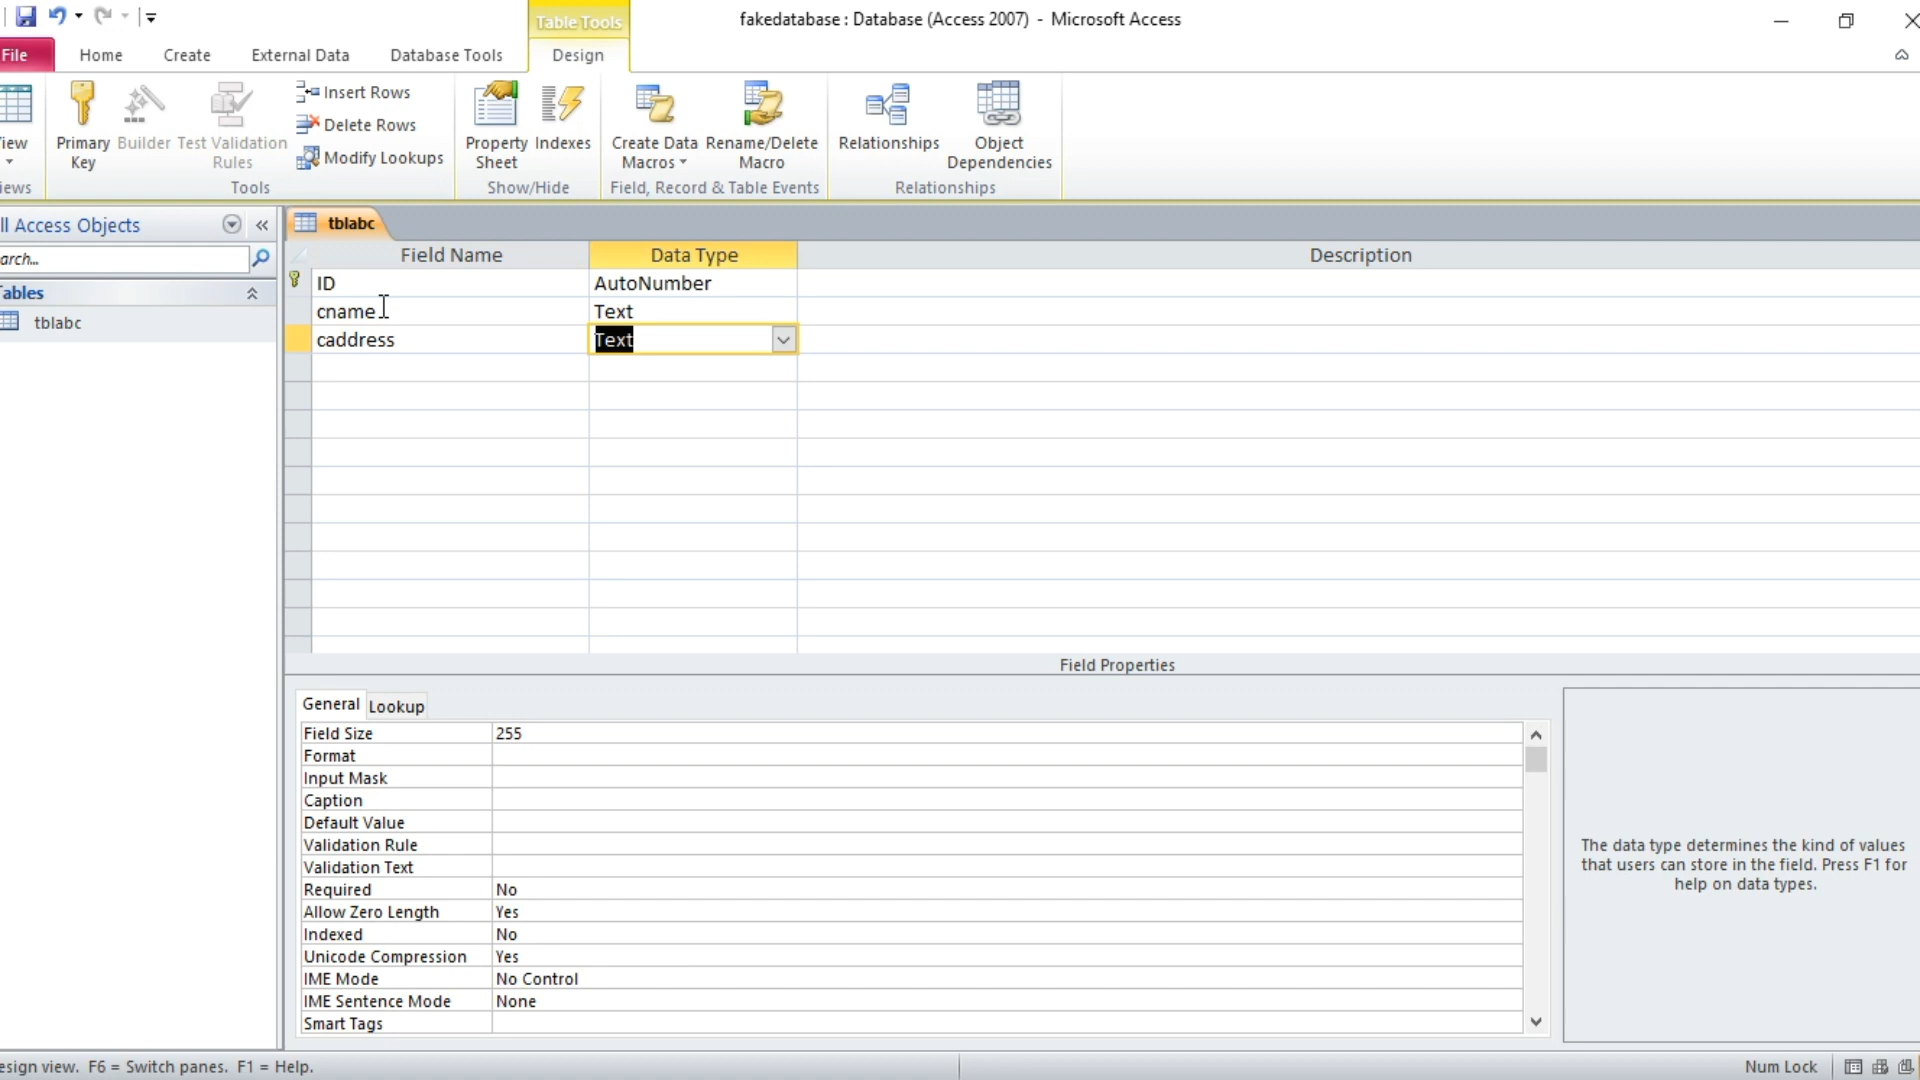 Table Tools
fakedatabase : Database (Access 2007) - Microsoft Access
File Home Create External Data Database Tools Design
iew
iews
Primary Key
Builder
Test Validation Rules
Insert Rows
Delete Rows
Modify Lookups
Tools
Property Sheet
Indexes
Show/Hide
Create Data Macros
Rename/Delete Macro
Field, Record & Table Events
Relationships
Object Dependencies
Relationships
ll Access Objects
arch...
Tables
tblabc
tblabc
Field Name Data Type Description
ID AutoNumber
cname Text
caddress Text
Field Properties
General Lookup
Field Size 255
Format
Input Mask
Caption
Default Value
Validation Rule
Validation Text
Required No
Allow Zero Length Yes
Indexed No
Unicode Compression Yes
IME Mode No Control
IME Sentence Mode None
Smart Tags
The data type determines the kind of values
that users can store in the field. Press F1 for
help on data types.
esign view. F6 = Switch panes. F1 = Help.
Num Lock